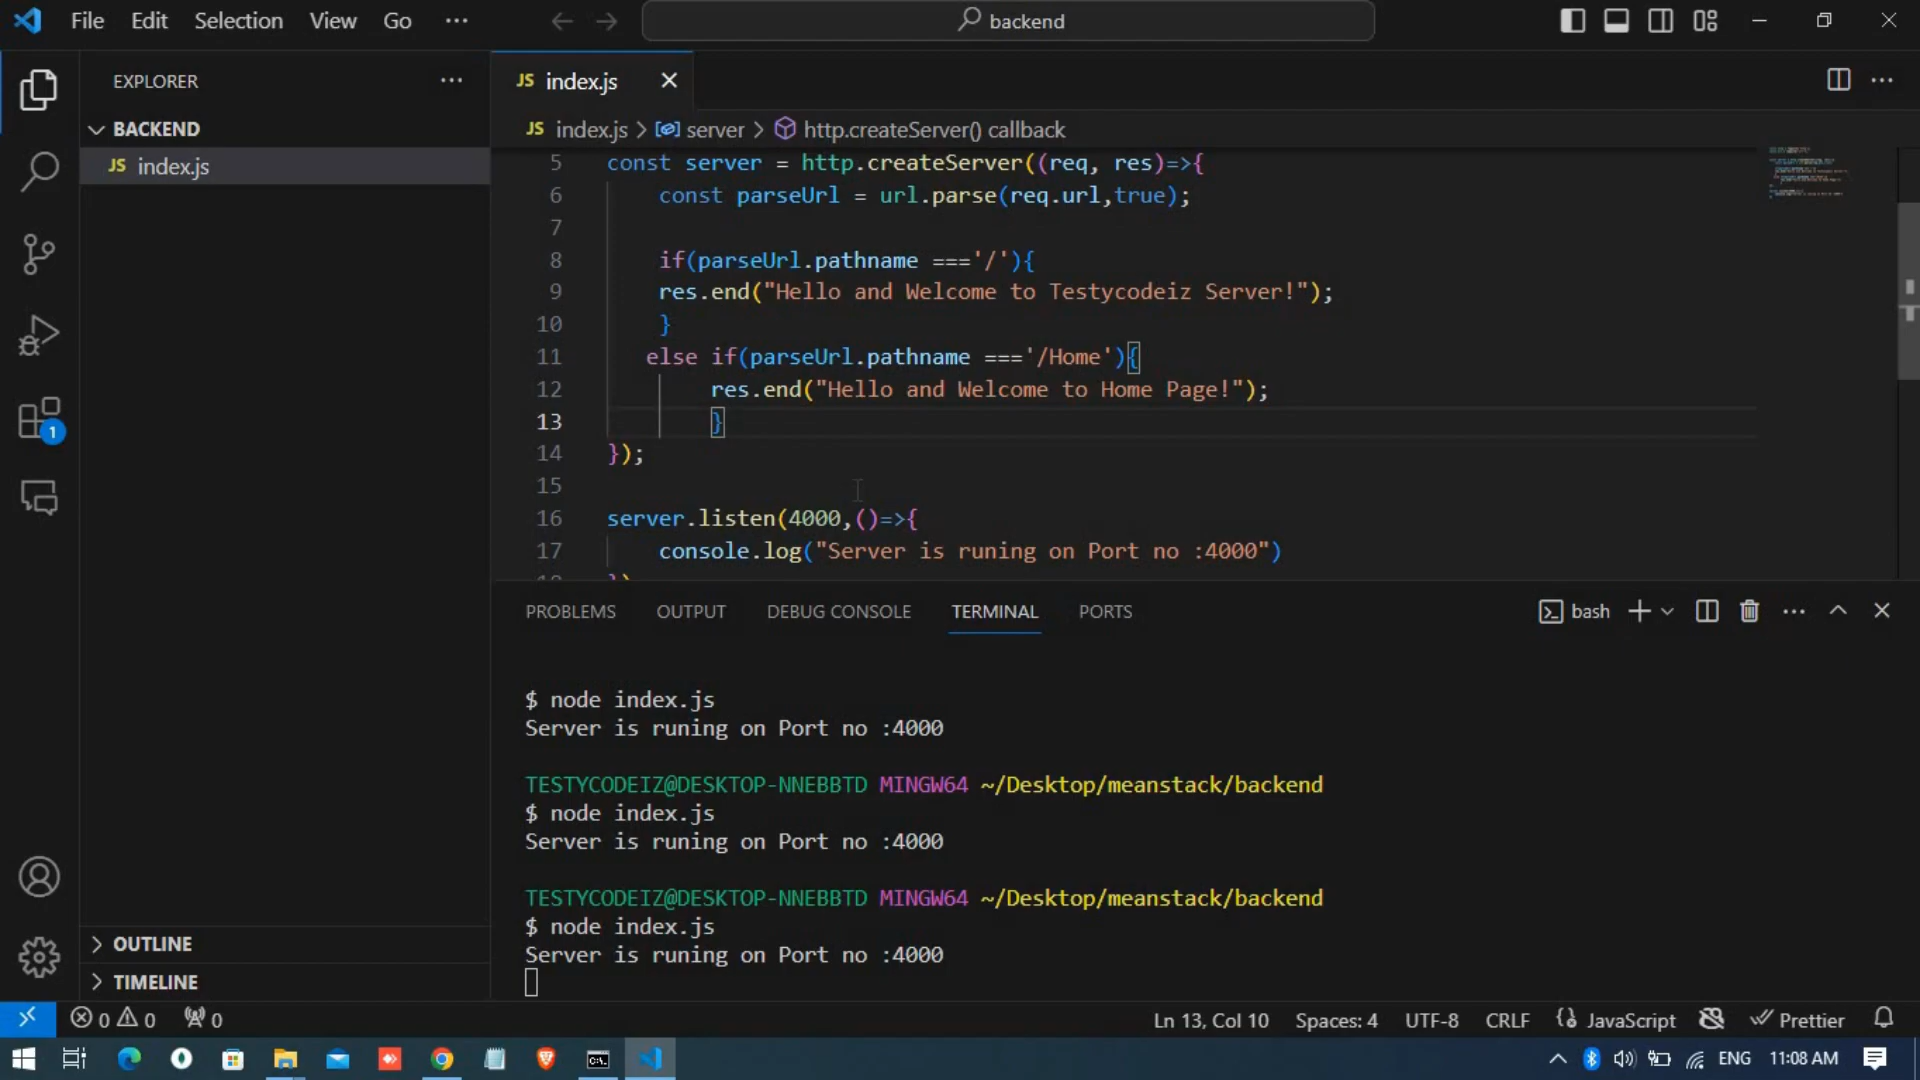 File Edit Selection View Go ··· backend
EXPLORER ···
BACKEND
JS index.js
OUTLINE
TIMELINE
1
JS index.js
JS index.js > server > http.createServer() callback
5 const server = http.createServer((req, res)=>{
6 const parseUrl = url.parse(req.url,true);
7
8 if(parseUrl.pathname ==='/'){
9 res.end("Hello and Welcome to Testycodeiz Server!");
10 }
11 else if(parseUrl.pathname ==='/Home'){
12 res.end("Hello and Welcome to Home Page!");
13 }
14 });
15
16 server.listen(4000,()=>{
17 console.log("Server is runing on Port no :4000")
PROBLEMS OUTPUT DEBUG CONSOLE TERMINAL PORTS bash
$ node index.js
Server is runing on Port no :4000
TESTYCODEIZ@DESKTOP-NNEBBTD MINGW64 ~/Desktop/meanstack/backend
$ node index.js
Server is runing on Port no :4000
TESTYCODEIZ@DESKTOP-NNEBBTD MINGW64 ~/Desktop/meanstack/backend
$ node index.js
Server is runing on Port no :4000
0 0 0 Ln 13, Col 10 Spaces: 4 UTF-8 CRLF JavaScript Prettier
ENG 11:08 AM